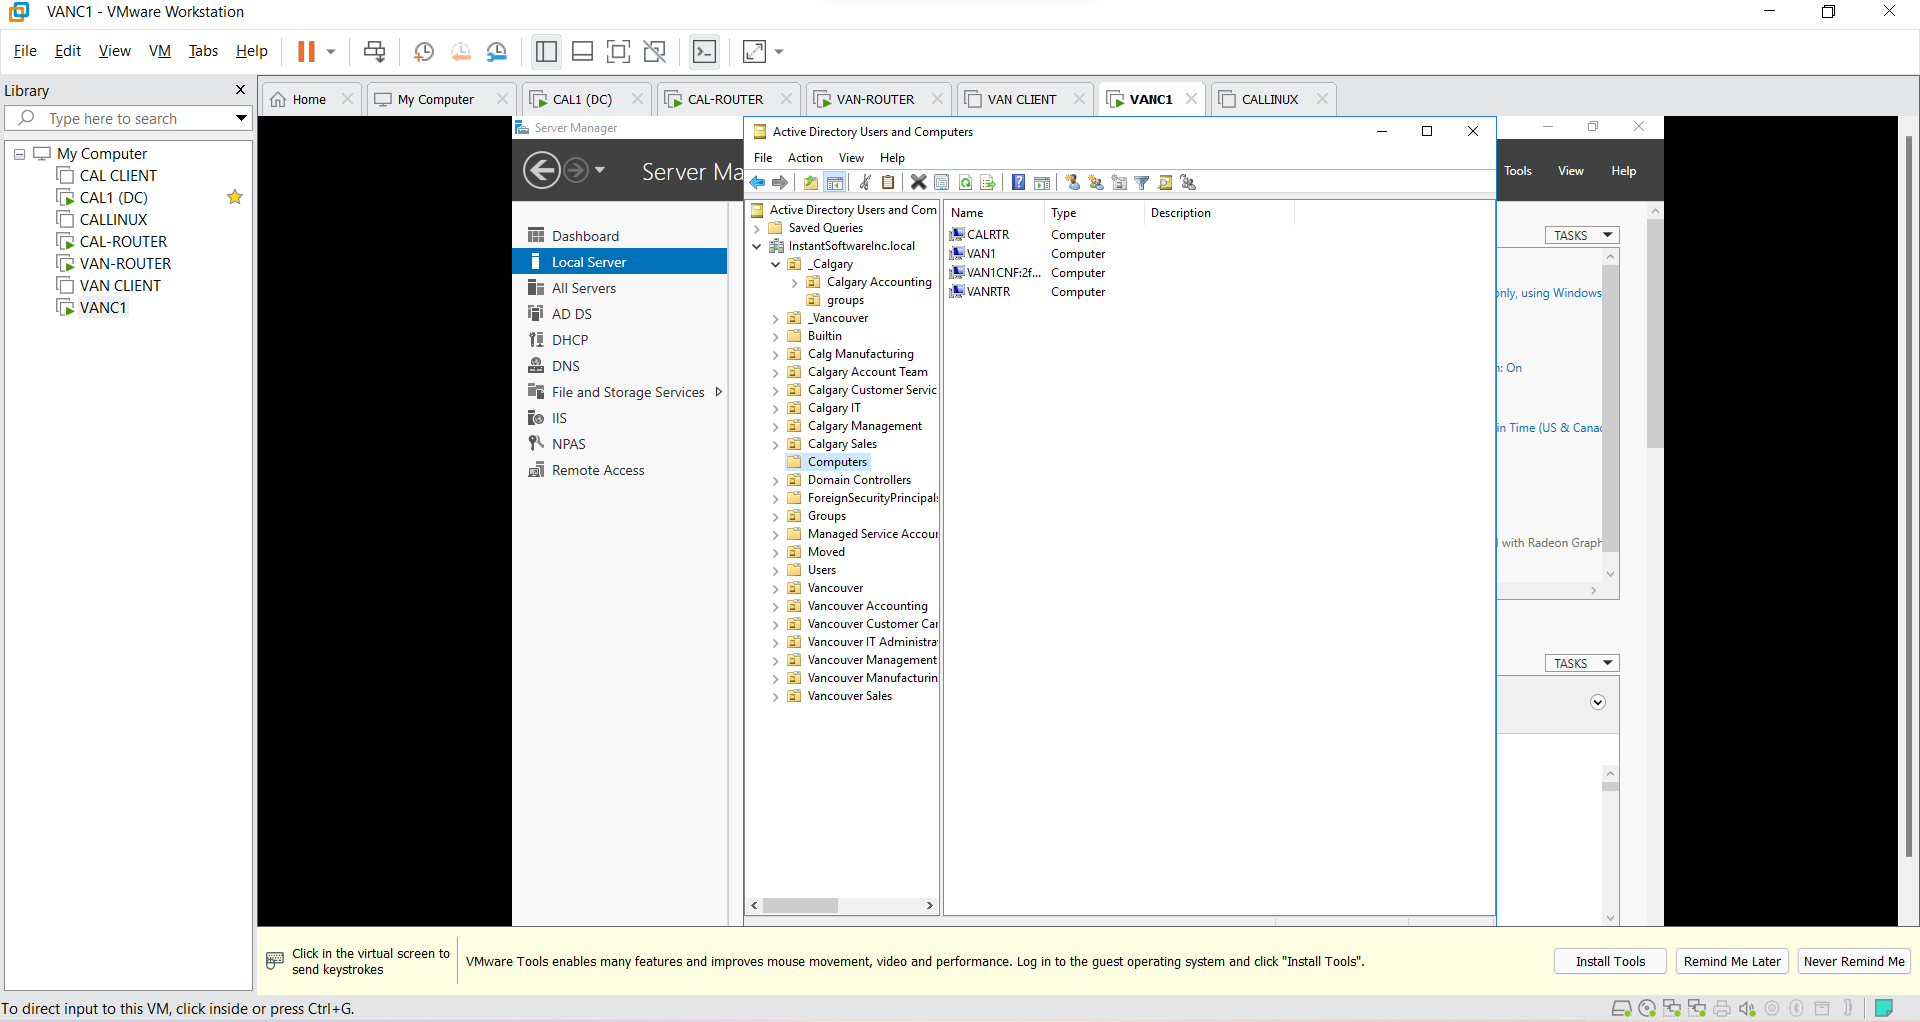 VANC1 - VMware Workstation
File Edit View VM Tabs Help
Library
Type here to search
My Computer
CAL CLIENT
CAL1 (DC)
CALLINUX
CAL-ROUTER
VAN-ROUTER
VAN CLIENT
VANC1
Home
My Computer
CAL1 (DC)
CAL-ROUTER
VAN-ROUTER
VAN CLIENT
VANC1
CALLINUX
Server Manager
Server Ma
Tools View Help
Dashboard
Local Server
All Servers
AD DS
DHCP
DNS
File and Storage Services
IIS
NPAS
Remote Access
Active Directory Users and Computers
File Action View Help
Active Directory Users and Com
Saved Queries
InstantSoftwareInc.local
_Calgary
Calgary Accounting
groups
_Vancouver
Builtin
Calg Manufacturing
Calgary Account Team
Calgary Customer Servic
Calgary IT
Calgary Management
Calgary Sales
Computers
Domain Controllers
ForeignSecurityPrincipals
Groups
Managed Service Accour
Moved
Users
Vancouver
Vancouver Accounting
Vancouver Customer Car
Vancouver IT Administra
Vancouver Management
Vancouver Manufacturin
Vancouver Sales
Name Type Description
CALRTR Computer
VAN1 Computer
VAN1CNF:2f... Computer
VANRTR Computer
TASKS
only, using Windows
n: On
in Time (US & Canac
with Radeon Graph
TASKS
Click in the virtual screen to
send keystrokes
VMware Tools enables many features and improves mouse movement, video and performance. Log in to the guest operating system and click "Install Tools".
Install Tools
Remind Me Later
Never Remind Me
To direct input to this VM, click inside or press Ctrl+G.